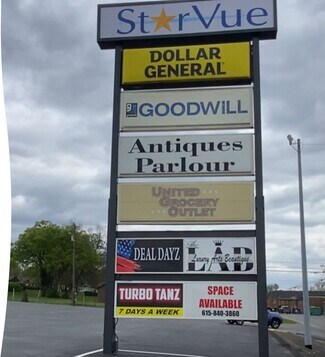 StarVue
DOLLAR
GENERAL
GOODWILL
Antiques
Parlour
UNITED
GROCERY
OUTLET
DEAL DAYZ
The LAB
Luxury Arts Boutique
TURBO TANZ
7 DAYS A WEEK
SPACE
AVAILABLE
615-840-3860